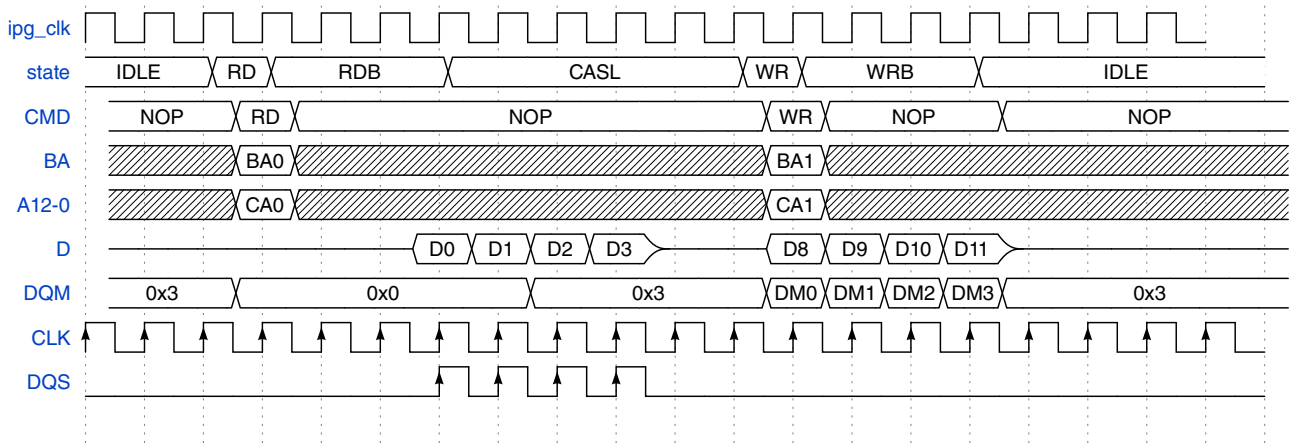 ipg_clk
state IDLE RD RDB CASL WR WRB IDLE
CMD NOP RD NOP WR NOP NOP
BA BA0 BA1
A12-0 CA0 CA1
D D0 D1 D2 D3 D8 D9 D10 D11
DQM 0x3 0x0 0x3 DM0 DM1 DM2 DM3 0x3
CLK
DQS